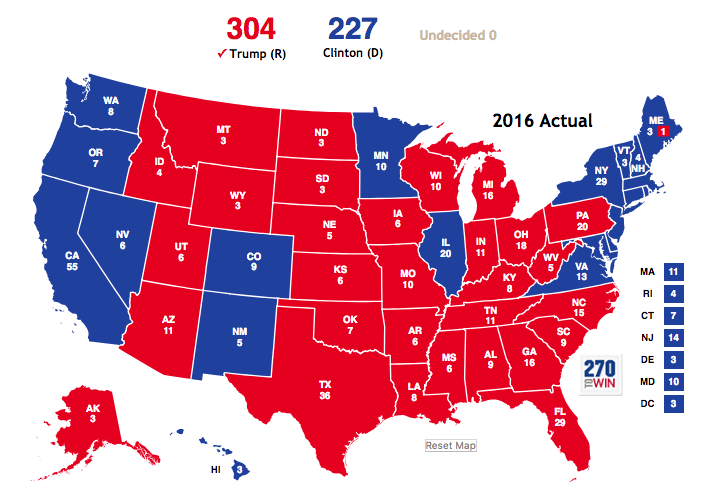 304
227
Undecided 0
✓ Trump (R)
Clinton (D)
2016 Actual
WA
8
OR
7
CA
55
NV
6
ID
4
MT
3
WY
3
UT
6
AZ
11
CO
9
NM
5
ND
3
SD
3
NE
5
KS
6
OK
7
TX
36
MN
10
IA
6
MO
10
AR
6
LA
8
WI
10
IL
20
MI
16
IN
11
OH
18
KY
8
TN
11
MS
6
AL
9
GA
16
FL
29
SC
9
NC
15
VA
13
WV
5
PA
20
NY
29
VT
3
4
NH
ME
3 1
MA 11
RI 4
CT 7
NJ 14
DE 3
MD 10
DC 3
270
TO WIN
AK
3
HI 3
Reset Map